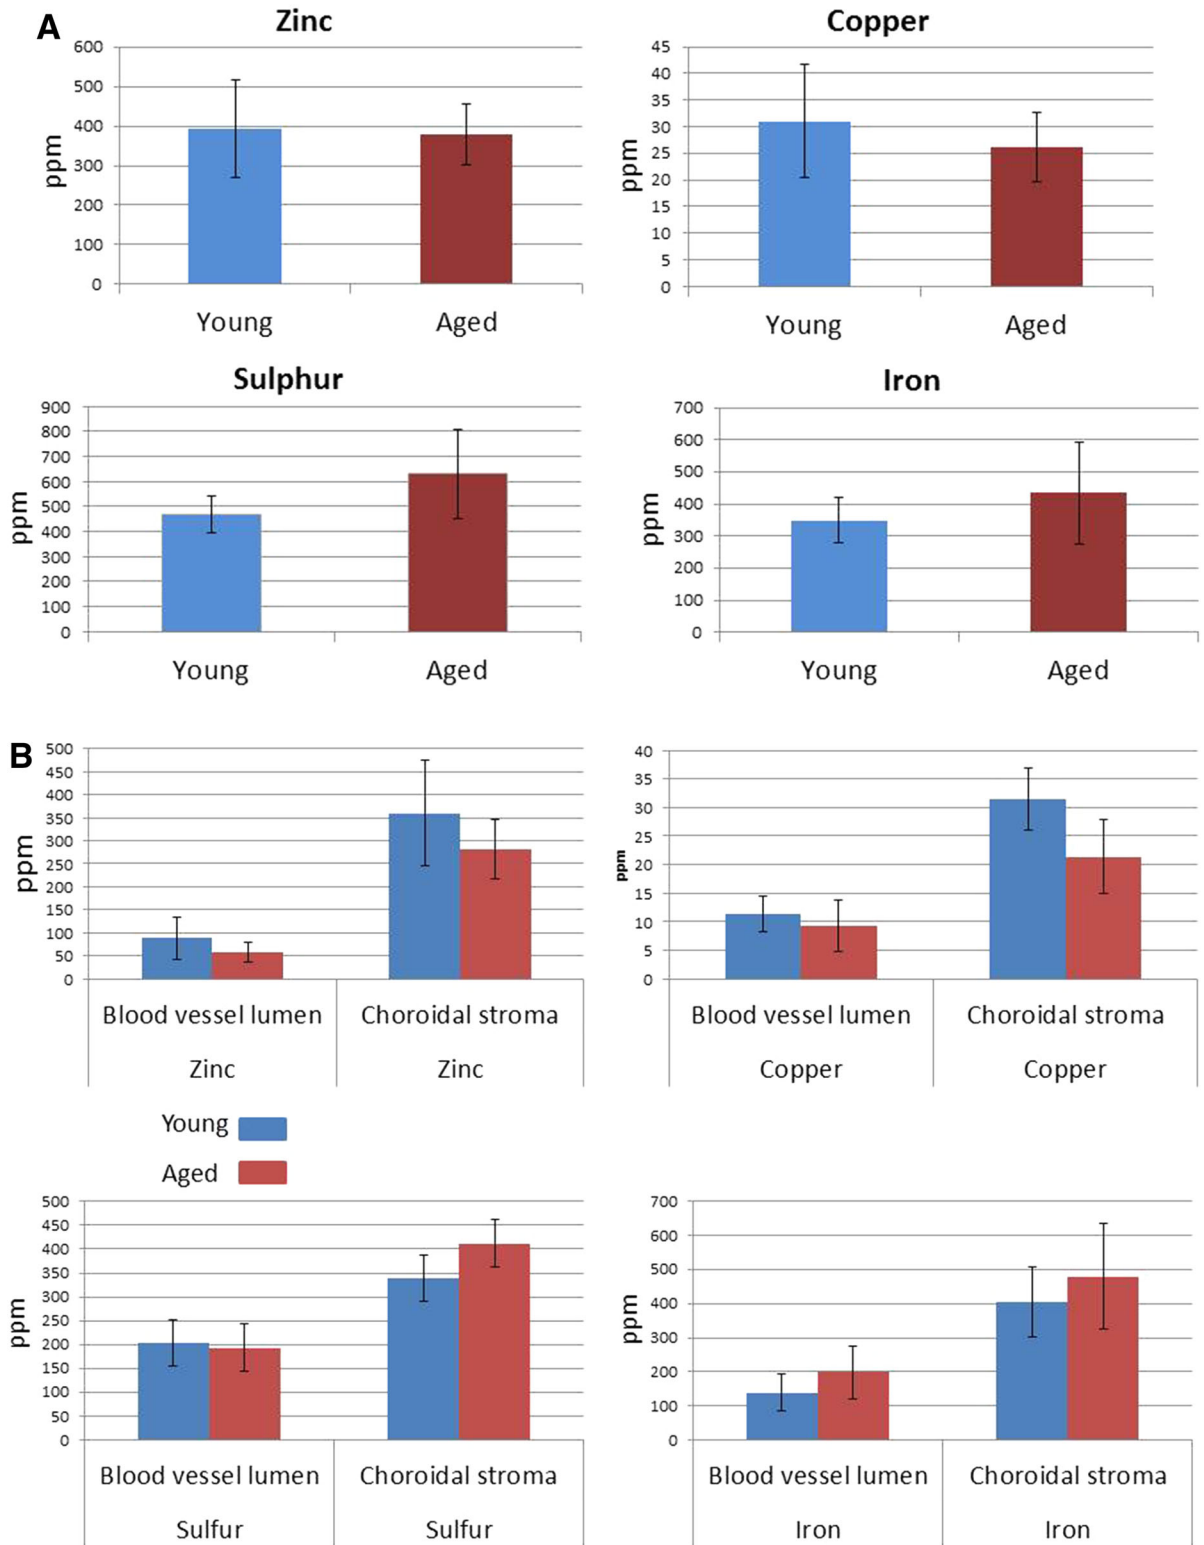 A
Zinc
600
500
400
300
200
100
0
ppm
Young Aged
Copper
45
40
35
30
25
20
15
10
5
0
ppm
Young Aged
Sulphur
900
800
700
600
500
400
300
200
100
0
ppm
Young Aged
Iron
700
600
500
400
300
200
100
0
ppm
Young Aged
B
500
450
400
350
300
250
200
150
100
50
0
ppm
Blood vessel lumen Choroidal stroma
Zinc Zinc
40
35
30
25
20
15
10
5
0
ppm
Blood vessel lumen Choroidal stroma
Copper Copper
Young
Aged
500
450
400
350
300
250
200
150
100
50
0
ppm
Blood vessel lumen Choroidal stroma
Sulfur Sulfur
700
600
500
400
300
200
100
0
ppm
Blood vessel lumen Choroidal stroma
Iron Iron